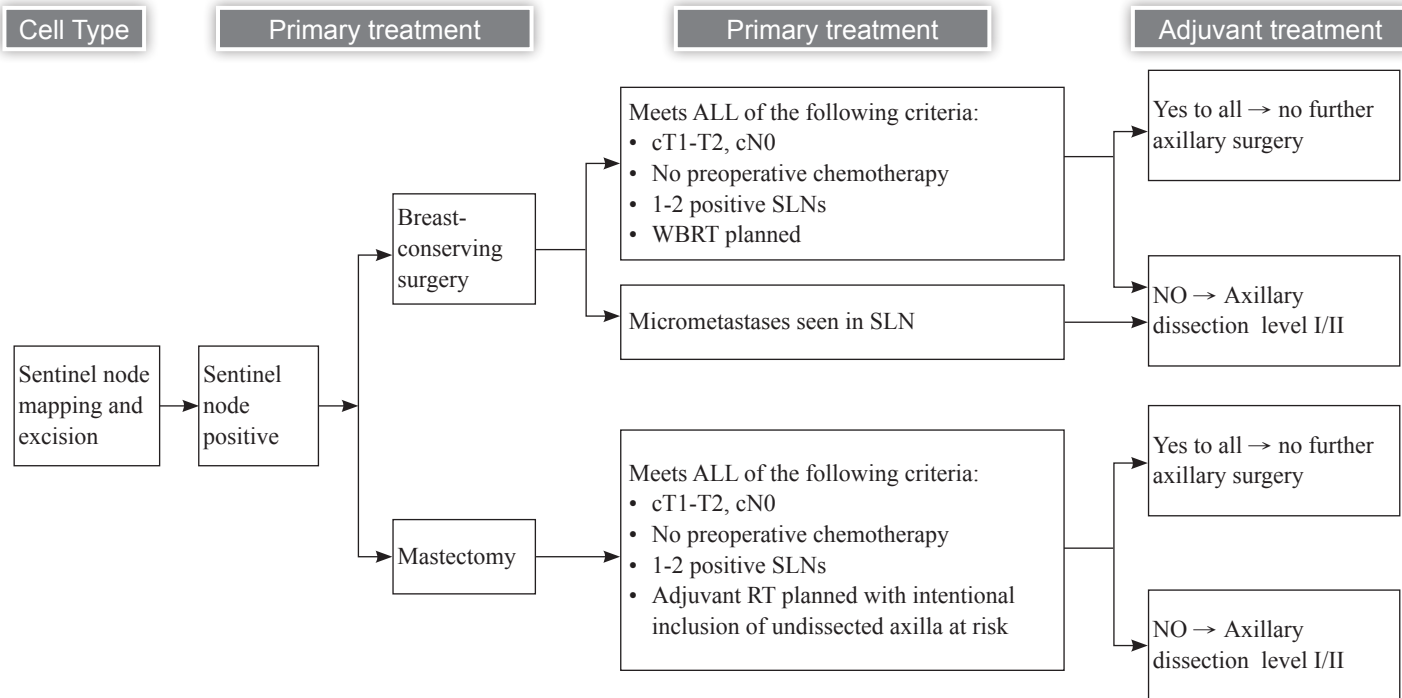 Cell Type
Primary treatment
Primary treatment
Adjuvant treatment
Sentinel node
mapping and
excision
Sentinel
node
positive
Breast-
conserving
surgery
Meets ALL of the following criteria:
• cT1-T2, cN0
• No preoperative chemotherapy
• 1-2 positive SLNs
• WBRT planned
Yes to all → no further
axillary surgery
Micrometastases seen in SLN
NO → Axillary
dissection level I/II
Mastectomy
Meets ALL of the following criteria:
• cT1-T2, cN0
• No preoperative chemotherapy
• 1-2 positive SLNs
• Adjuvant RT planned with intentional
inclusion of undissected axilla at risk
Yes to all → no further
axillary surgery
NO → Axillary
dissection level I/II